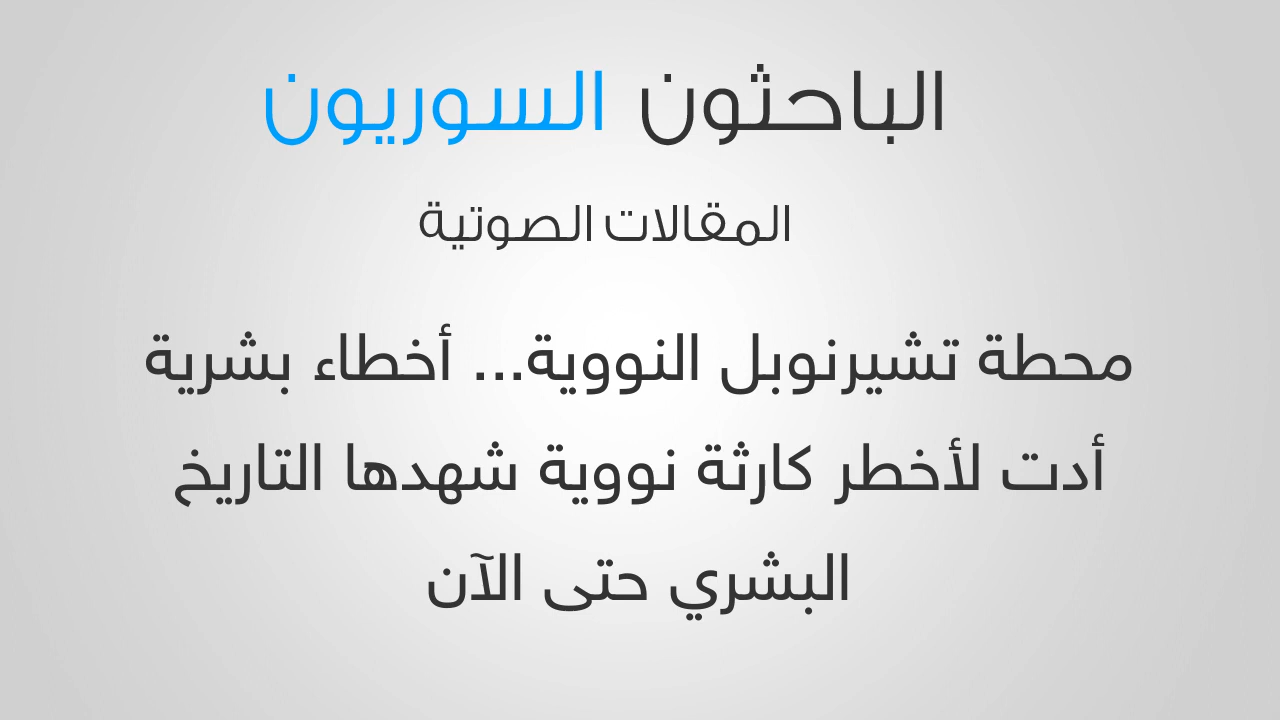 الباحثون السوريون
المقالات الصوتية
محطة تشيرنوبل النووية... أخطاء بشرية
أدت لأخطر كارثة نووية شهدها التاريخ
البشري حتى الآن